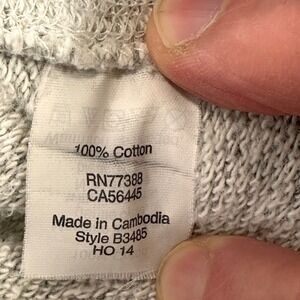 100% Cotton
RN77388
CA56445
Made in Cambodia
Style B3485
HO 14